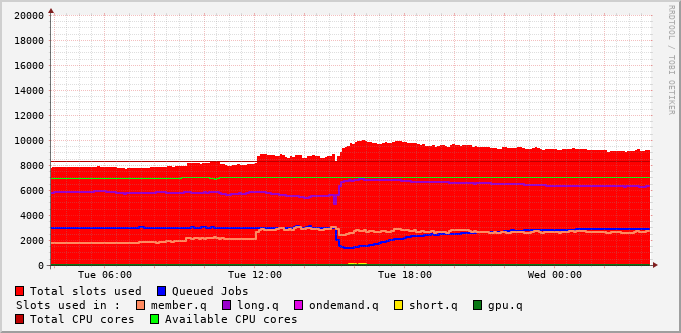 20000
18000
16000
14000
12000
10000
8000
6000
4000
2000
0
Tue 06:00 Tue 12:00 Tue 18:00 Wed 00:00
RRDTOOL / TOBI OETIKER
Total slots used Queued Jobs
Slots used in : member.q long.q ondemand.q short.q gpu.q
Total CPU cores Available CPU cores